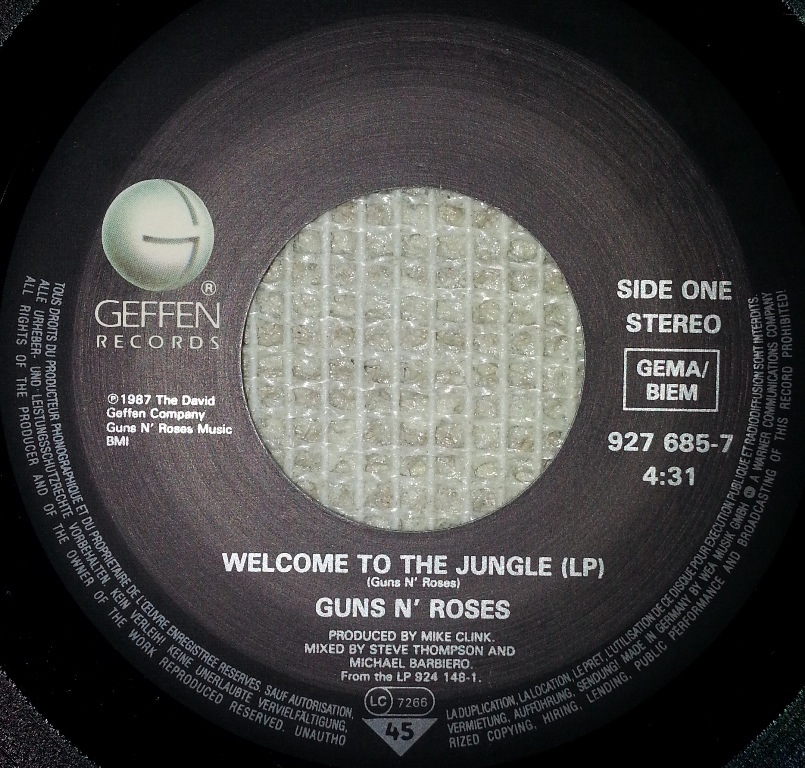 ®
GEFFEN
RECORDS
℗1987 The David
Geffen Company
Guns N' Roses Music
BMI
SIDE ONE
STEREO
GEMA/
BIEM
927 685-7
4:31
WELCOME TO THE JUNGLE (LP)
(Guns N' Roses)
GUNS N' ROSES
PRODUCED BY MIKE CLINK.
MIXED BY STEVE THOMPSON AND
MICHAEL BARBIERO.
From the LP 924 148-1.
LC 7266
45
TOUS DROITS DU PRODUCTEUR PHONOGRAPHIQUE ET DU PROPRIETAIRE DE L'ŒUVRE ENREGISTREE RESERVES. SAUF AUTORISATION,
ALLE URHEBER- UND LEISTUNGSSCHUTZRECHTE VORBEHALTEN. KEIN VERLEIH! KEINE UNERLAUBTE VERVIELFÄLTIGUNG,
ALL RIGHTS OF THE PRODUCER AND OF THE OWNER OF THE WORK REPRODUCED RESERVED. UNAUTHO
LA DUPLICATION, LA LOCATION, LE PRET, L'UTILISATION DE CE DISQUE POUR EXECUTION PUBLIQUE ET RADIODIFFUSION SONT INTERDITS.
VERMIETUNG, AUFFÜHRUNG, SENDUNG! MADE IN GERMANY BY WEA MUSIK GMBH A WARNER COMMUNICATIONS COMPANY
RIZED COPYING, HIRING, LENDING, PUBLIC PERFORMANCE AND BROADCASTING OF THIS RECORD PROHIBITED!